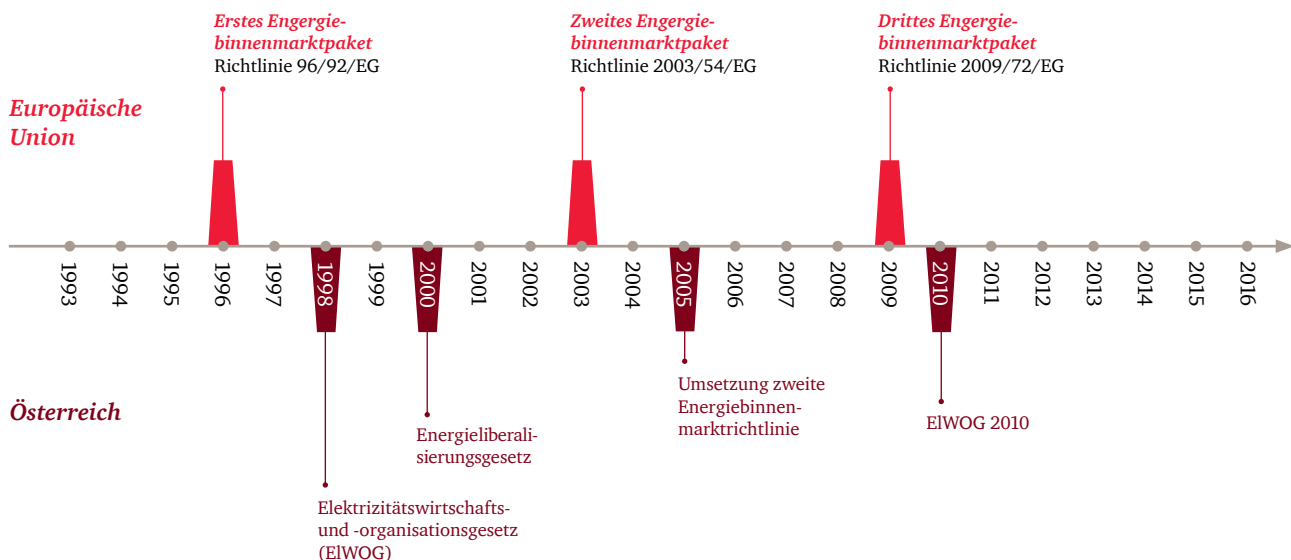 Erstes Engergie-
binnenmarktpaket
Richtlinie 96/92/EG
Zweites Engergie-
binnenmarktpaket
Richtlinie 2003/54/EG
Drittes Engergie-
binnenmarktpaket
Richtlinie 2009/72/EG
Europäische
Union
1993
1994
1995
1996
1997
1998
1999
2000
2001
2002
2003
2004
2005
2006
2007
2008
2009
2010
2011
2012
2013
2014
2015
2016
Österreich
Elektrizitätswirtschafts-
und -organisationsgesetz
(ElWOG)
Energieliberali-
sierungsgesetz
Umsetzung zweite
Energiebinnen-
marktrichtlinie
ElWOG 2010